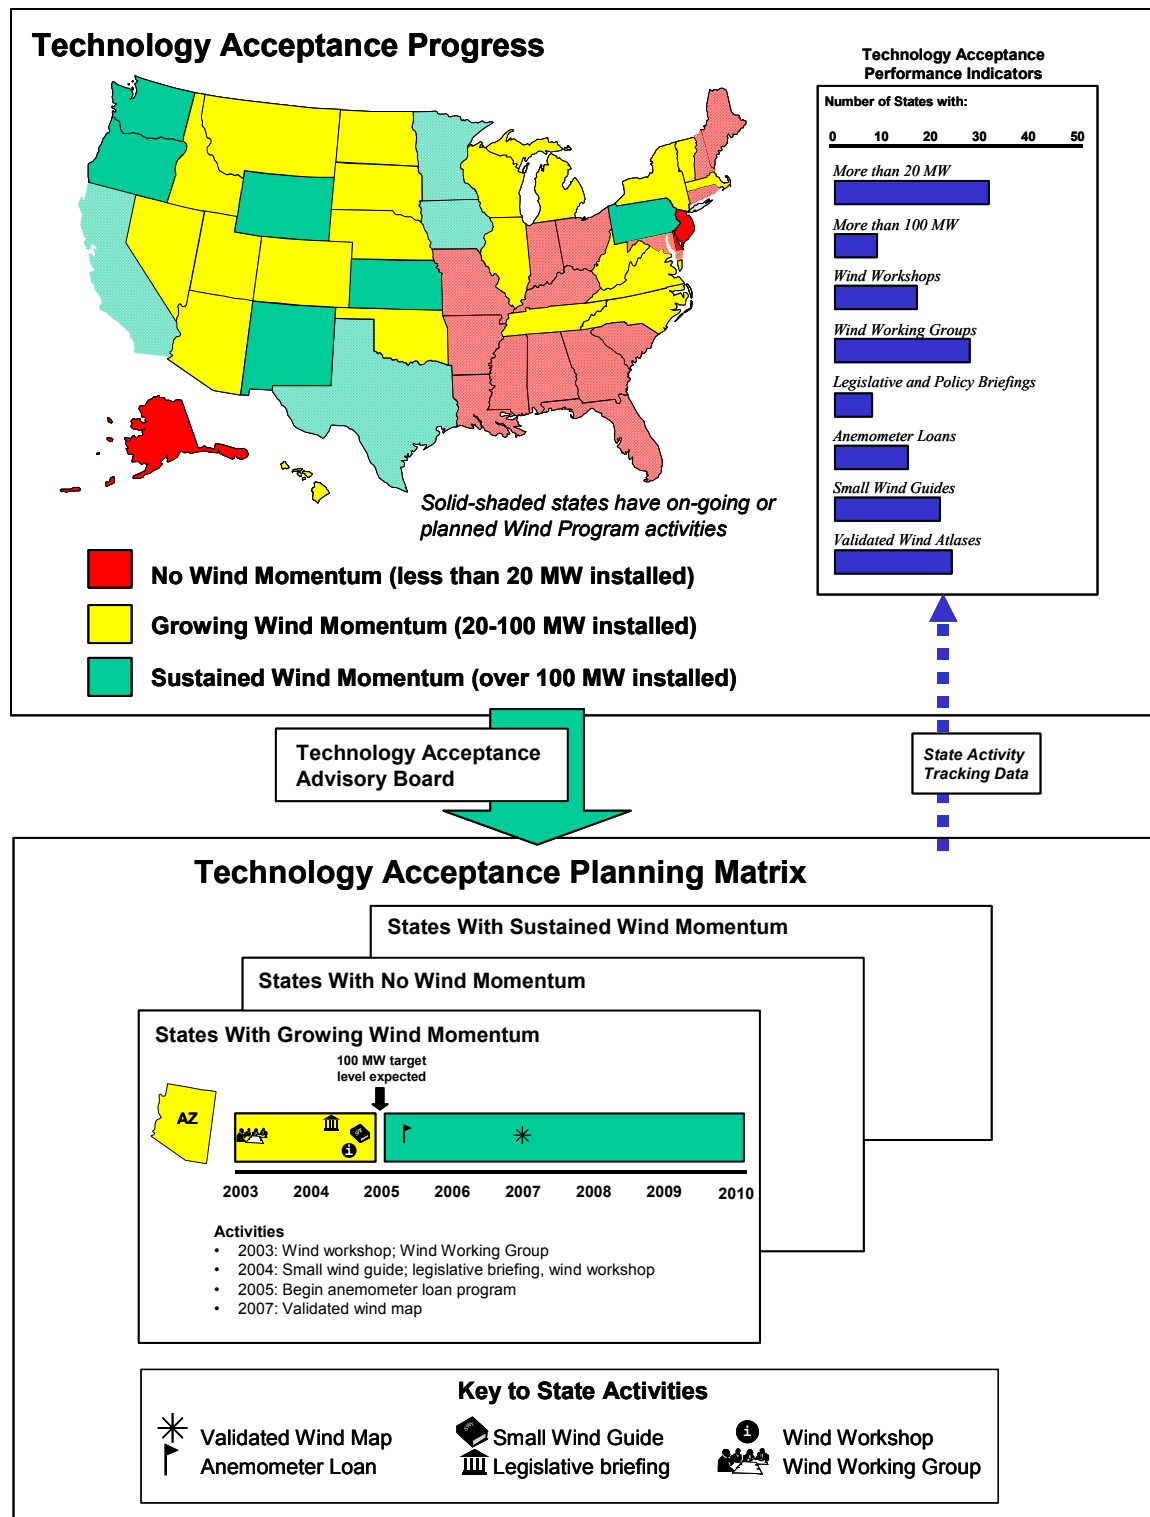 Technology Acceptance Progress
Technology Acceptance
Performance Indicators
Number of States with:
0 10 20 30 40 50
More than 20 MW
More than 100 MW
Wind Workshops
Wind Working Groups
Legislative and Policy Briefings
Anemometer Loans
Small Wind Guides
Validated Wind Atlases
Solid-shaded states have on-going or
planned Wind Program activities
No Wind Momentum (less than 20 MW installed)
Growing Wind Momentum (20-100 MW installed)
Sustained Wind Momentum (over 100 MW installed)
Technology Acceptance
Advisory Board
State Activity
Tracking Data
Technology Acceptance Planning Matrix
States With Sustained Wind Momentum
States With No Wind Momentum
States With Growing Wind Momentum
100 MW target
level expected
AZ
i
2003 2004 2005 2006 2007 2008 2009 2010
Activities
• 2003: Wind workshop; Wind Working Group
• 2004: Small wind guide; legislative briefing, wind workshop
• 2005: Begin anemometer loan program
• 2007: Validated wind map
Key to State Activities
Validated Wind Map
Small Wind Guide
i Wind Workshop
Anemometer Loan
Legislative briefing
Wind Working Group